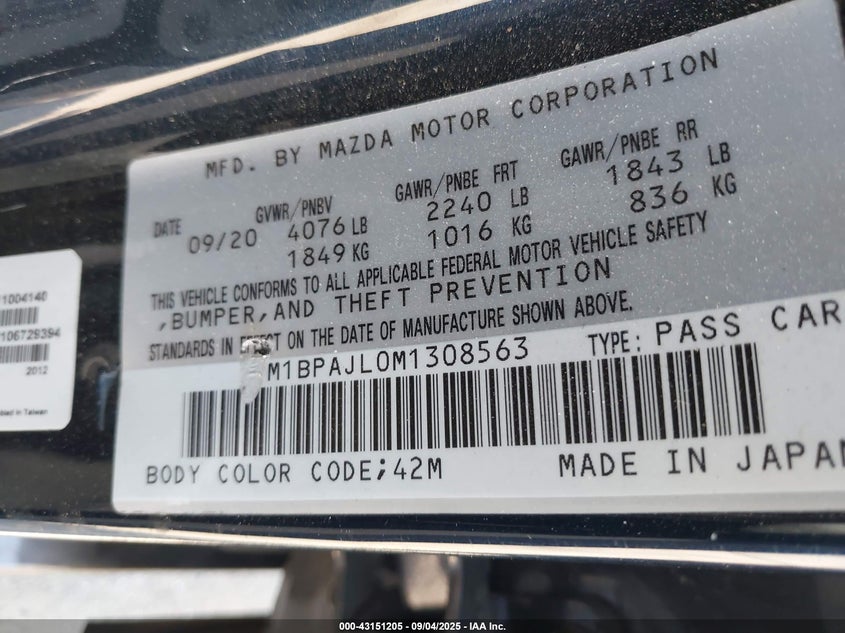 MFD. BY MAZDA MOTOR CORPORATION
DATE GVWR/PNBV GAWR/PNBE FRT GAWR/PNBE RR
09/20 4076 LB 2240 LB 1843 LB
1849 KG 1016 KG 836 KG
THIS VEHICLE CONFORMS TO ALL APPLICABLE FEDERAL MOTOR VEHICLE SAFETY
,BUMPER,AND THEFT PREVENTION
STANDARDS IN EFFECT ON THE DATE OF MANUFACTURE SHOWN ABOVE.
M1BPAJL0M1308563 TYPE: PASS CAR
BODY COLOR CODE;42M MADE IN JAPAN
1004140
106729394
2012
in Taiwan
000-43151205 - 09/04/2025 - IAA Inc.